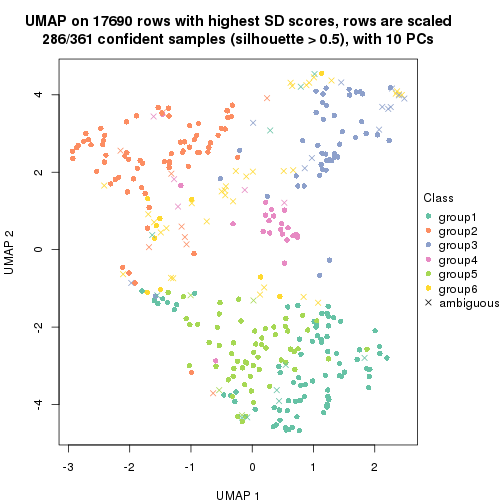 UMAP on 17690 rows with highest SD scores, rows are scaled
286/361 confident samples (silhouette > 0.5), with 10 PCs
4
2
0
-2
-4
UMAP 2
-3
-2
-1
0
1
2
UMAP 1
Class
group1
group2
group3
group4
group5
group6
ambiguous